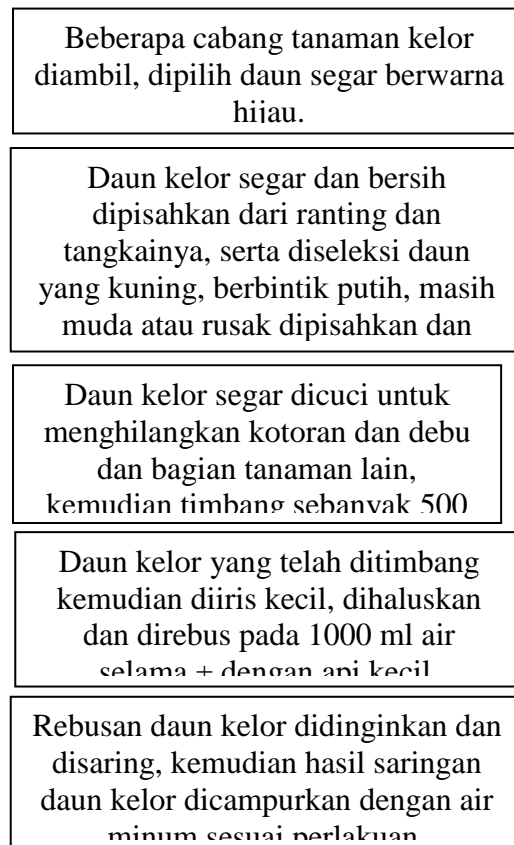 Beberapa cabang tanaman kelor
diambil, dipilih daun segar berwarna
hijau.
Daun kelor segar dan bersih
dipisahkan dari ranting dan
tangkainya, serta diseleksi daun
yang kuning, berbintik putih, masih
muda atau rusak dipisahkan dan
Daun kelor segar dicuci untuk
menghilangkan kotoran dan debu
dan bagian tanaman lain,
kemudian timbang sebanyak 500
Daun kelor yang telah ditimbang
kemudian diiris kecil, dihaluskan
dan direbus pada 1000 ml air
selama + dengan api kecil
Rebusan daun kelor didinginkan dan
disaring, kemudian hasil saringan
daun kelor dicampurkan dengan air
minum sesuai perlakuan